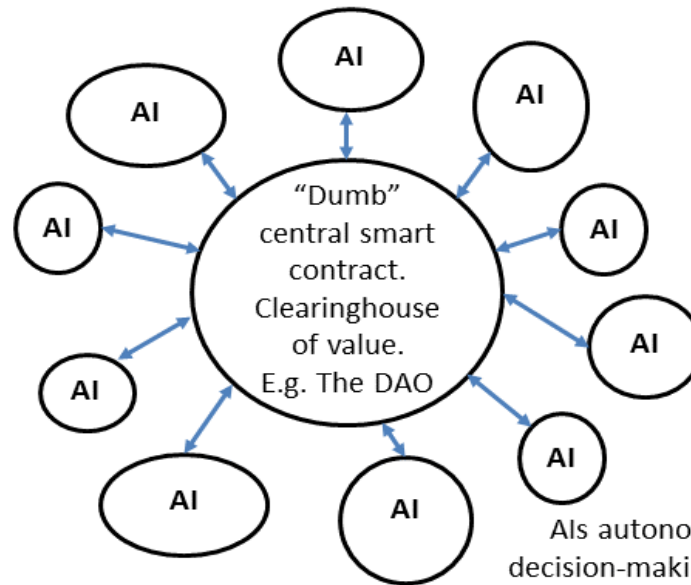 AI
AI
AI
"Dumb"
central smart
contract.
Clearinghouse
of value.
E.g. The DAO
AI
AI
AI
AI
AI
AI
AI
AIs autono
decision-maki